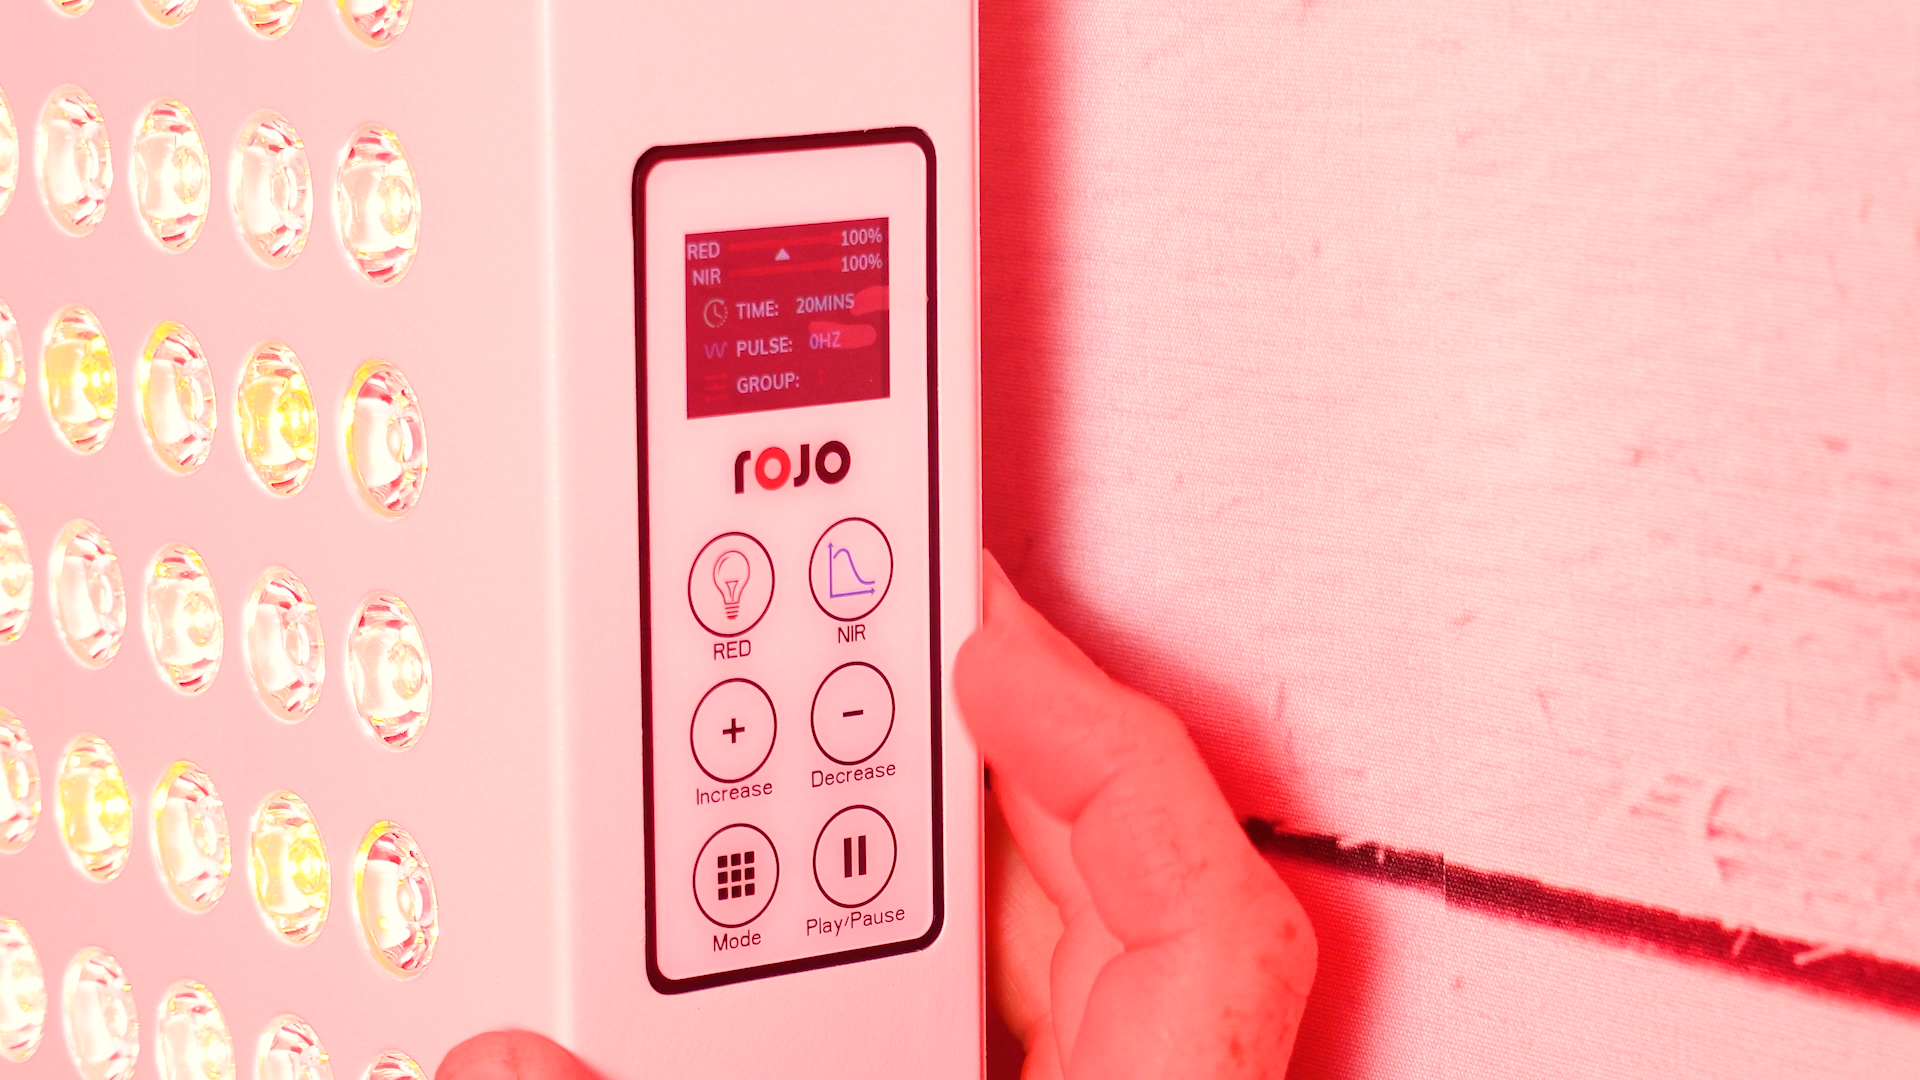 RED 100%
NIR 100%
TIME: 20MINS
PULSE: 0HZ
GROUP:
rojo
RED NIR
+ −
Increase Decrease
Mode Play/Pause